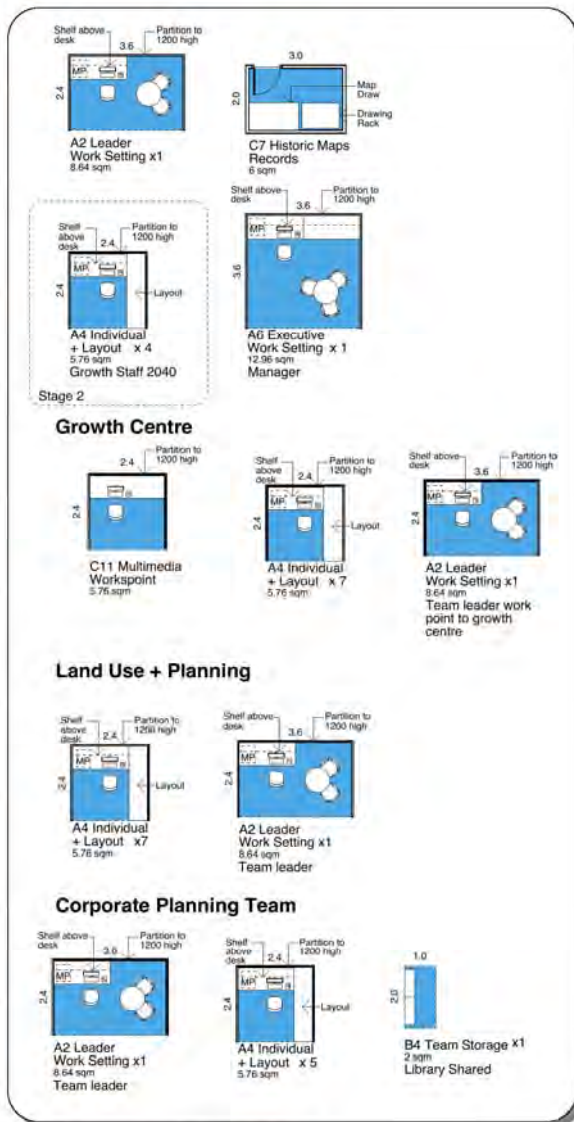 Shelf above
desk
3.6
Partition to
1200 high
MP
2.4
A2 Leader
Work Setting x1
8.64 sqm
3.0
2.0
Map
Draw
Drawing
Rack
C7 Historic Maps
Records
6 sqm
Shelf
above
desk
2.4
Partition to
1200 high
MP
2.4
Layout
A4 Individual
+ Layout x 4
5.76 sqm
Growth Staff 2040
Stage 2
Shelf above
desk
3.6
Partition to
1200 high
MP
3.6
A6 Executive
Work Setting x 1
12.96 sqm
Manager
Growth Centre
Partition to
1200 high
2.4
2.4
C11 Multimedia
Workspoint
5.76 sqm
Shelf
above
desk
2.4
Partition to
1200 high
MP
2.4
Layout
A4 Individual
+ Layout x 7
5.76 sqm
Shelf above
desk
3.6
Partition to
1200 high
MP
2.4
A2 Leader
Work Setting x1
8.64 sqm
Team leader work
point to growth
centre
Land Use + Planning
Shelf above
desk
2.4
Partition to
1200 high
MP
2.4
Layout
A4 Individual
+ Layout x7
5.76 sqm
Shelf above
desk
3.6
Partition to
1200 high
MP
2.4
A2 Leader
Work Setting x1
8.64 sqm
Team leader
Corporate Planning Team
Shelf above
desk
3.6
Partition to
1200 high
MP
2.4
A2 Leader
Work Setting x1
8.64 sqm
Team leader
Shelf
above
desk
2.4
Partition to
1200 high
MP
2.4
Layout
A4 Individual
+ Layout x 5
5.76 sqm
1.0
2.0
B4 Team Storage x1
2 sqm
Library Shared